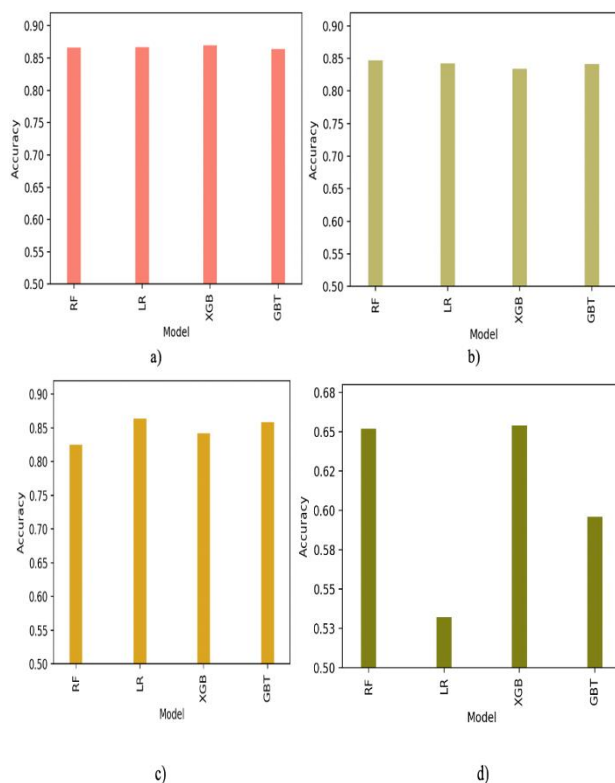 Accuracy
0.90
0.85
0.80
0.75
0.70
0.65
0.60
0.55
0.50
RF
LR
XGB
GBT
Model
a)
Accuracy
0.90
0.85
0.80
0.75
0.70
0.65
0.60
0.55
0.50
RF
LR
XGB
GBT
Model
b)
Accuracy
0.90
0.85
0.80
0.75
0.70
0.65
0.60
0.55
0.50
RF
LR
XGB
GBT
Model
c)
Accuracy
0.68
0.65
0.62
0.60
0.58
0.55
0.53
0.50
RF
LR
XGB
GBT
Model
d)